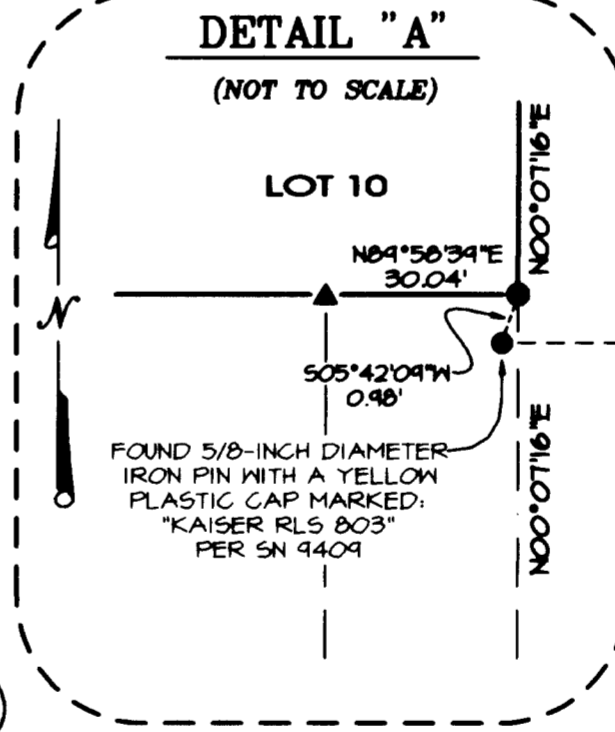 DETAIL "A"
(NOT TO SCALE)
LOT 10
N00°07'16"E
N89°58'39"E
30.04'
N
S05°42'09"W
0.98'
FOUND 5/8-INCH DIAMETER
IRON PIN WITH A YELLOW
PLASTIC CAP MARKED:
"KAISER RLS 803"
PER SN 9409
N00°07'16"E